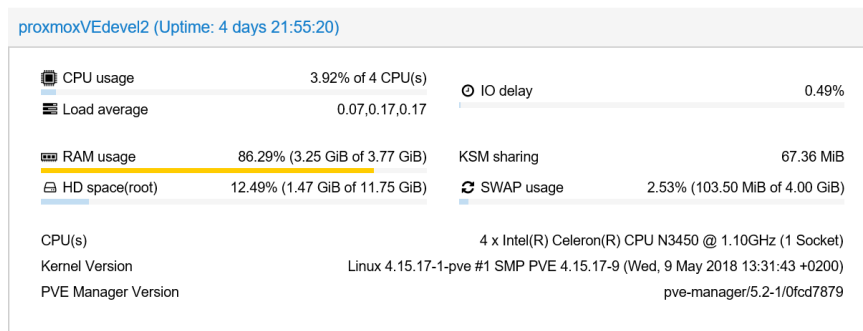 proxmoxVEdevel2 (Uptime: 4 days 21:55:20)
CPU usage 3.92% of 4 CPU(s)
IO delay 0.49%
Load average 0.07,0.17,0.17
RAM usage 86.29% (3.25 GiB of 3.77 GiB)
KSM sharing 67.36 MiB
HD space(root) 12.49% (1.47 GiB of 11.75 GiB)
SWAP usage 2.53% (103.50 MiB of 4.00 GiB)
CPU(s) 4 x Intel(R) Celeron(R) CPU N3450 @ 1.10GHz (1 Socket)
Kernel Version Linux 4.15.17-1-pve #1 SMP PVE 4.15.17-9 (Wed, 9 May 2018 13:31:43 +0200)
PVE Manager Version pve-manager/5.2-1/0fcd7879